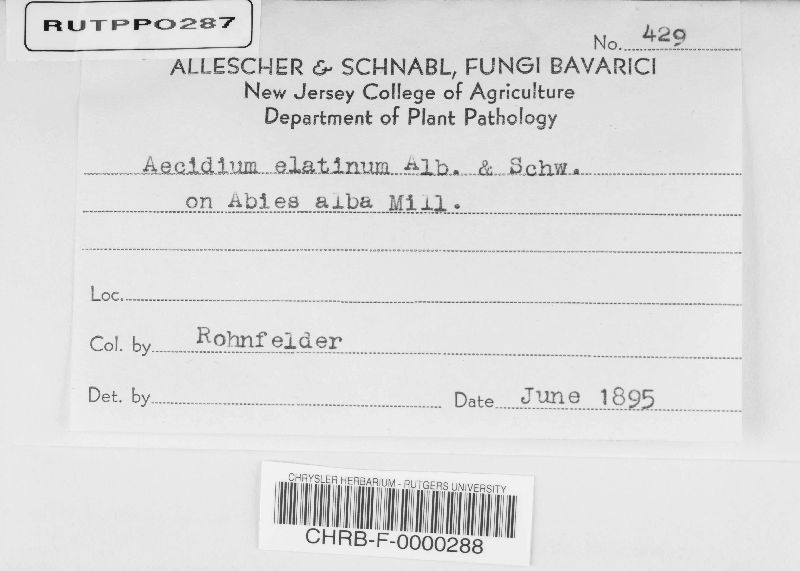 RUTPP0287
No. 429
ALLESCHER & SCHNABL, FUNGI BAVARICI
New Jersey College of Agriculture
Department of Plant Pathology
Aecidium elatinum Alb. & Schw.
on Abies alba Mill.
Loc.
Col. by Rohnfelder
Det. by
Date June 1895
CHRYSLER HERBARIUM - RUTGERS UNIVERSITY
CHRB-F-0000288